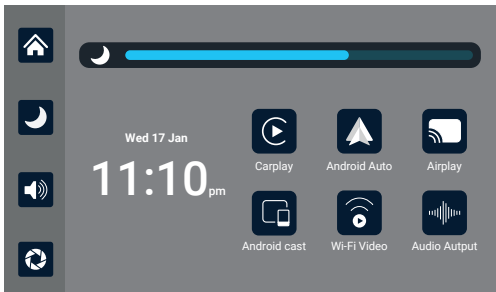 Wed 17 Jan
11:10pm
Carplay
Android Auto
Airplay
Android cast
Wi-Fi Video
Audio Autput